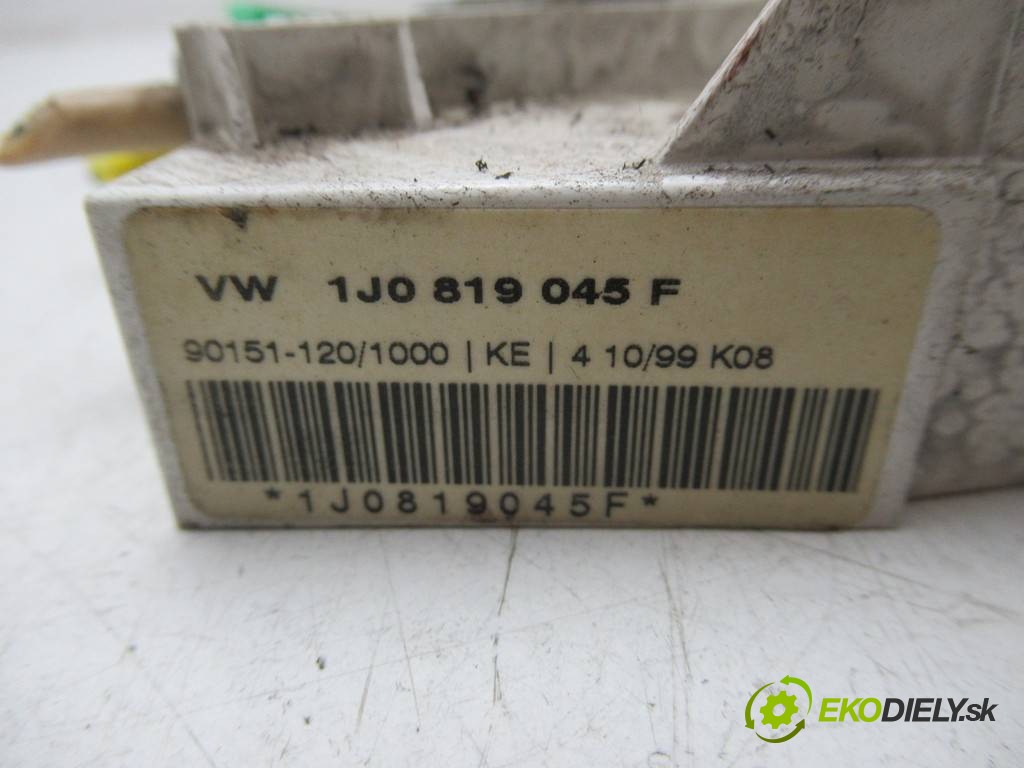 VW 1J0 819 045 F
90151-120/1000 | KE | 4 10/99 K08
*1J0819045F*
EKODIELY.sk